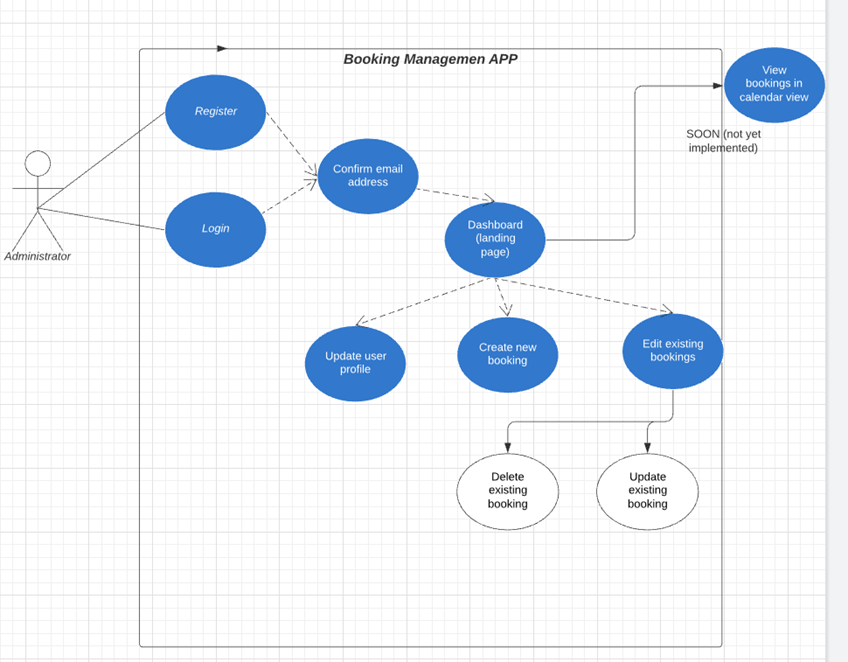 Booking Managemen APP
View
bookings in
calendar view
Register
SOON (not yet
implemented)
Confirm email
address
Login
Dashboard
(landing
page)
Administrator
Update user
profile
Create new
booking
Edit existing
bookings
Delete
existing
booking
Update
existing
booking